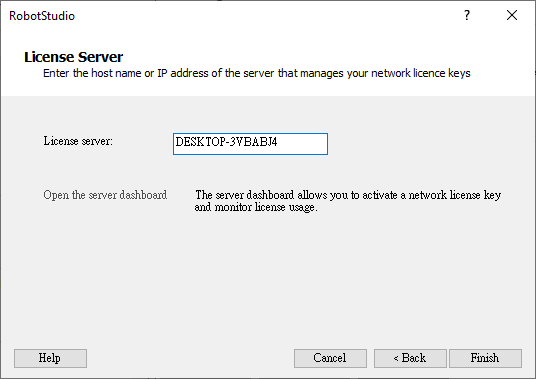 RobotStudio
License Server
Enter the host name or IP address of the server that manages your network licence keys
License server:
DESKTOP-3VBABJ4
Open the server dashboard
The server dashboard allows you to activate a network license key
and monitor license usage.
Help
Cancel
< Back
Finish